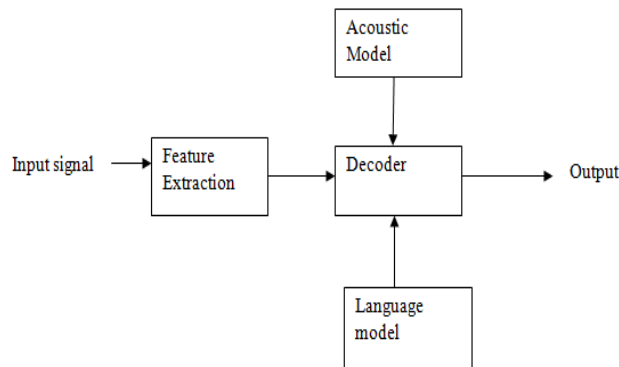 Acoustic
Model
Input signal
Feature
Extraction
Decoder
Output
Language
model